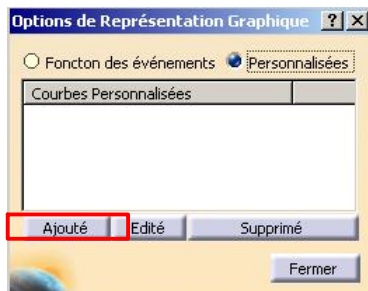 Options de Représentation Graphique
Foncton des événements Personnalisées
Courbes Personnalisées
Ajouté Edité Supprimé
Fermer